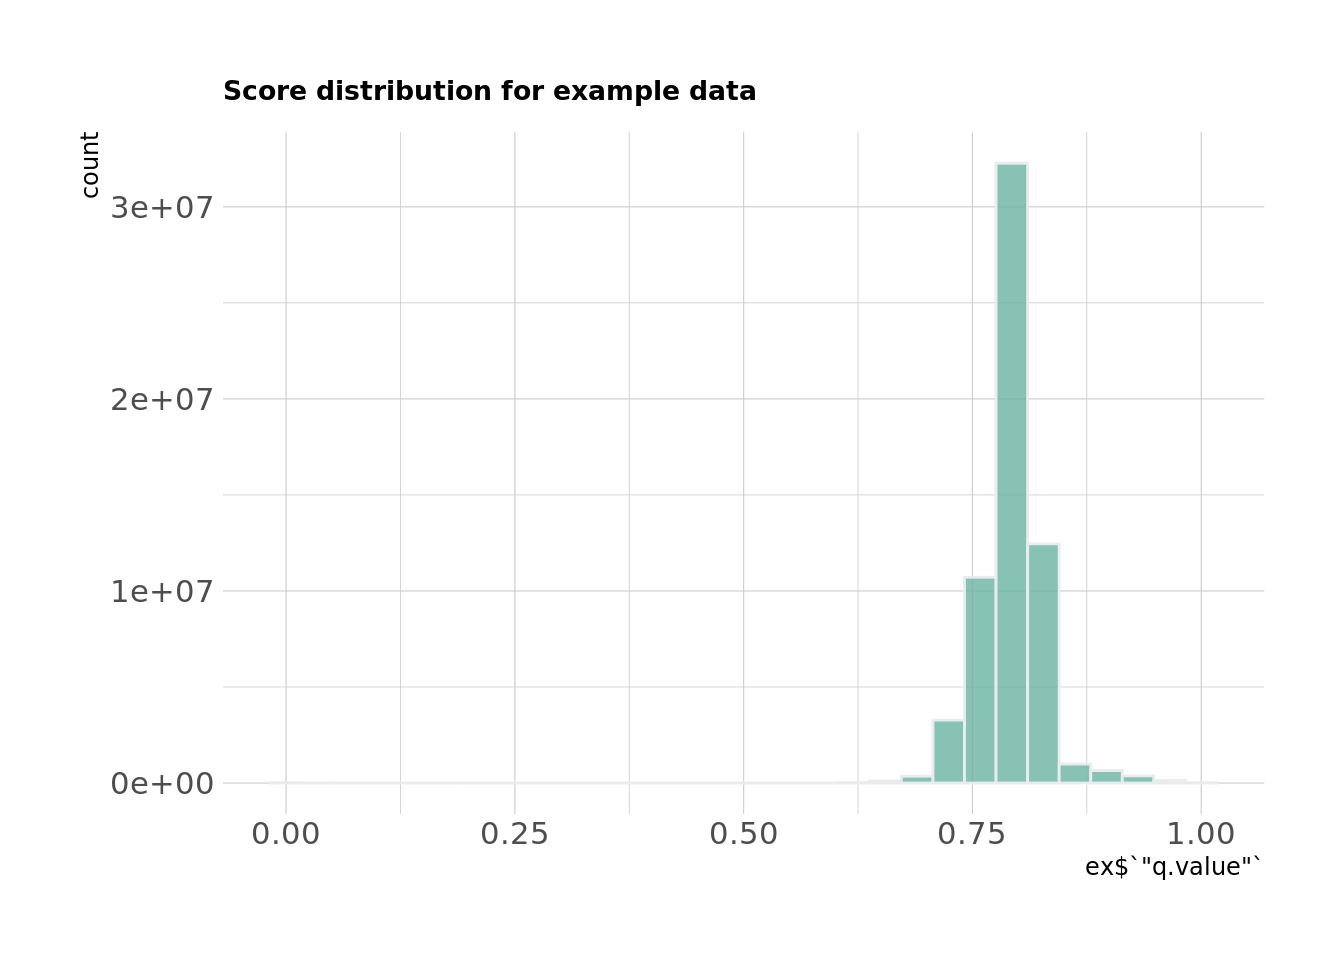 Score distribution for example data
count
3e+07
2e+07
1e+07
0e+00
0.00 0.25 0.50 0.75 1.00
ex$`"q.value"`